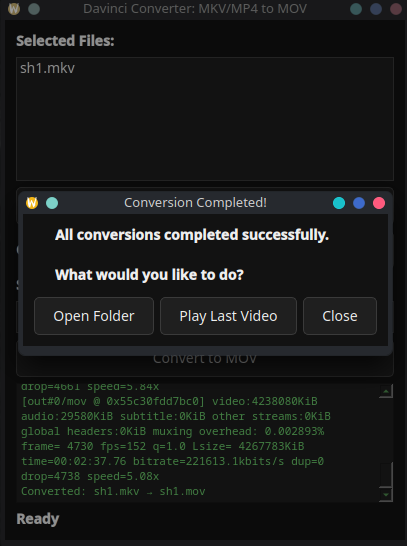 Davinci Converter: MKV/MP4 to MOV
Selected Files:
sh1.mkv
Conversion Completed!
All conversions completed successfully.
What would you like to do?
Open Folder
Play Last Video
Close
Convert to MOV
drop=4661 speed=5.84x
[out#0/mov @ 0x55c30fdd7bc0] video:4238080KiB
audio:29580KiB subtitle:0KiB other streams:0KiB
global headers:0KiB muxing overhead: 0.002893%
frame= 4730 fps=152 q=1.0 Lsize= 4267783KiB
time=00:02:37.76 bitrate=221613.1kbits/s dup=0
drop=4738 speed=5.08x
Converted: sh1.mkv → sh1.mov
Ready